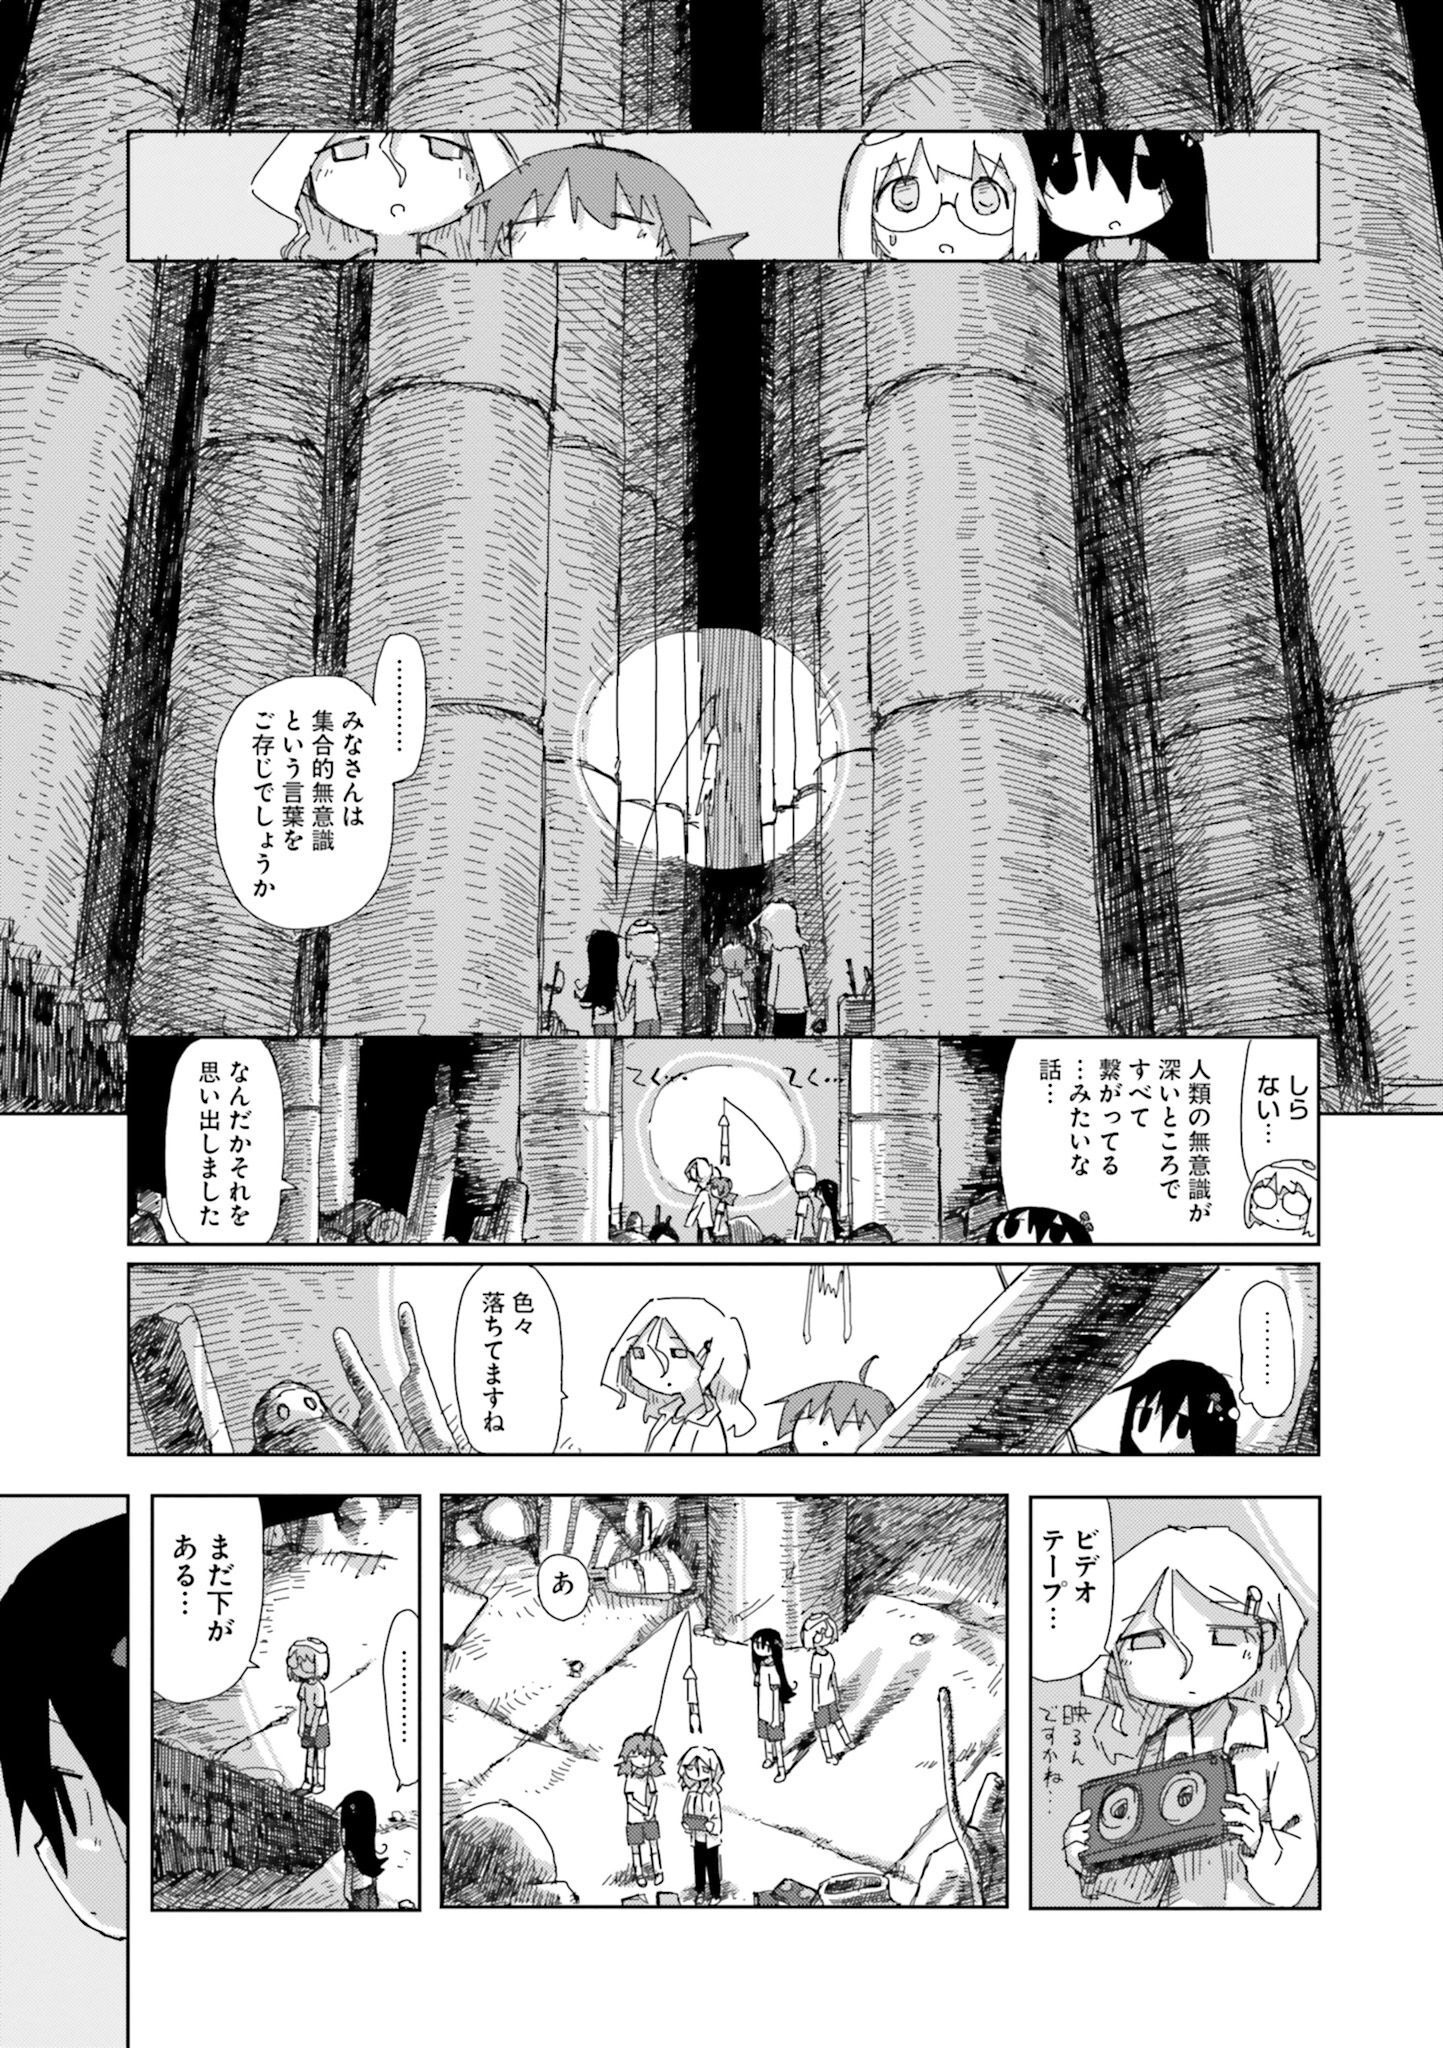 …………
みなさんは
集合的無意識
という言葉を
ご存じでしょうか
しら
ない…
人類の無意識が
深いところで
すべて
繋がってる
…みたいな
話…
てく…
てく…
なんだかそれを
思い出しました
…………
色々
落ちてますね
ビデオ
テープ…
映るん
ですかね…
あ
…………
まだ下が
ある…